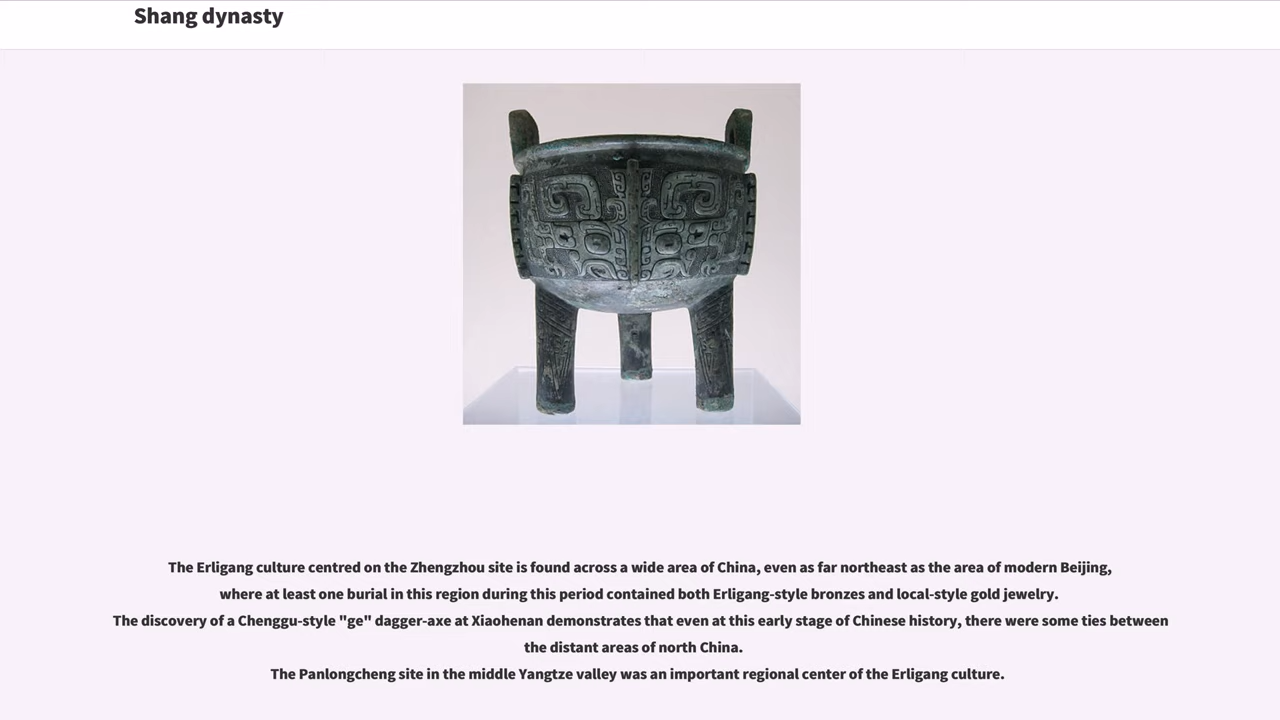 Shang dynasty
The Erligang culture centred on the Zhengzhou site is found across a wide area of China, even as far northeast as the area of modern Beijing,
where at least one burial in this region during this period contained both Erligang-style bronzes and local-style gold jewelry.
The discovery of a Chenggu-style "ge" dagger-axe at Xiaohenan demonstrates that even at this early stage of Chinese history, there were some ties between
the distant areas of north China.
The Panlongcheng site in the middle Yangtze valley was an important regional center of the Erligang culture.